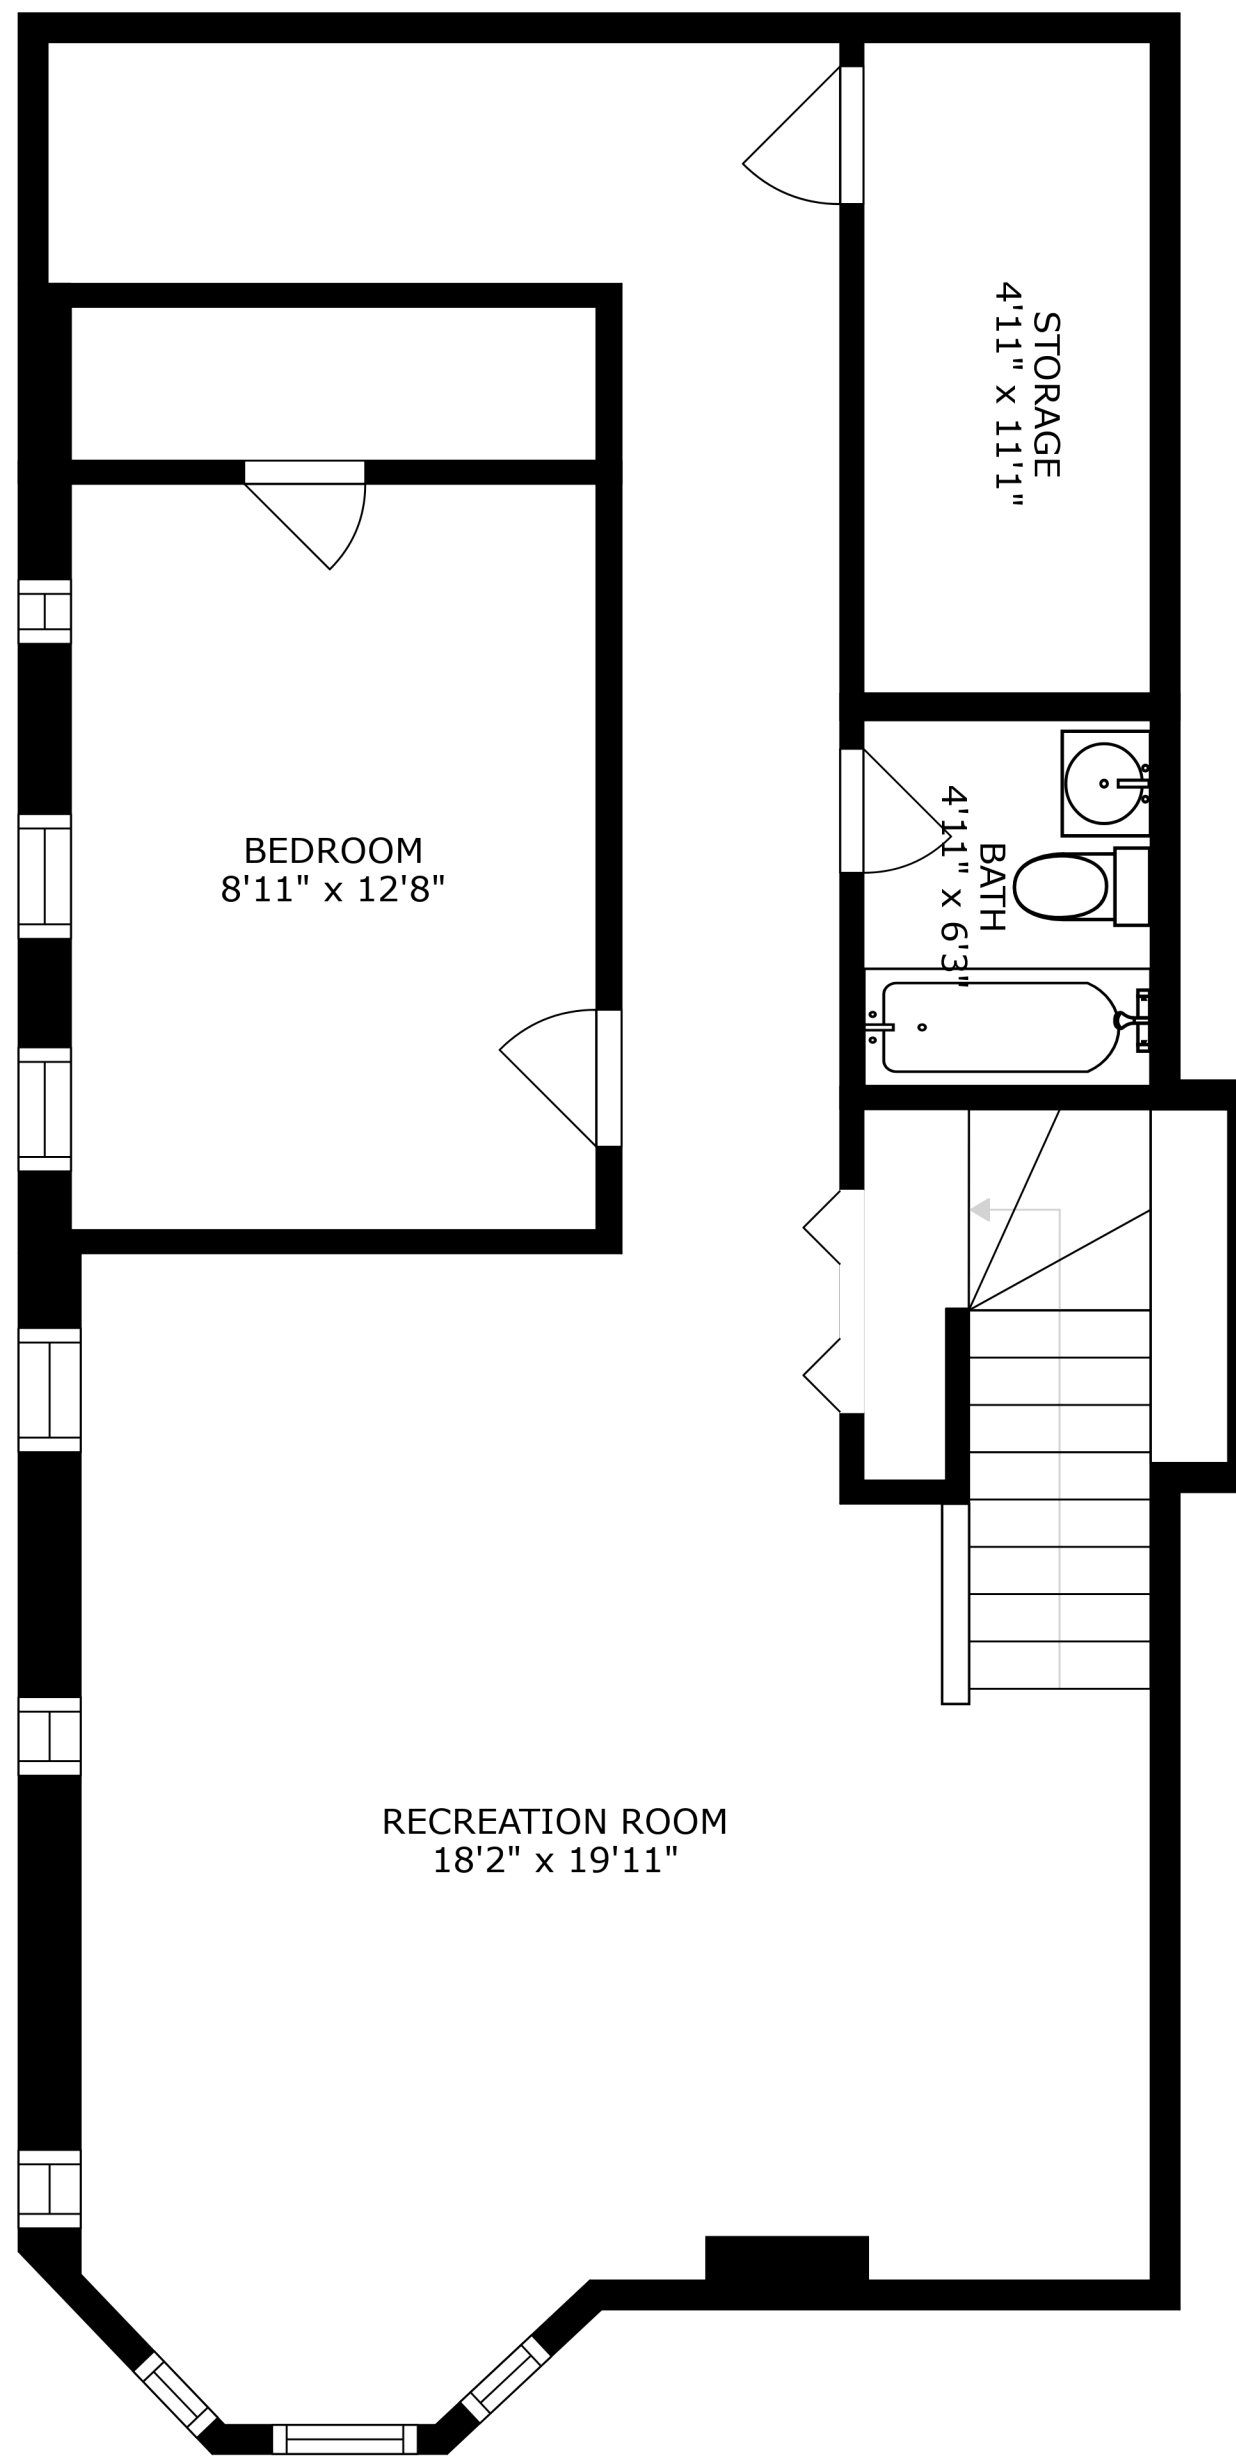 STORAGE
4'11" x 11'1"
BEDROOM
8'11" x 12'8"
BATH
4'11" x 6'3"
RECREATION ROOM
18'2" x 19'11"